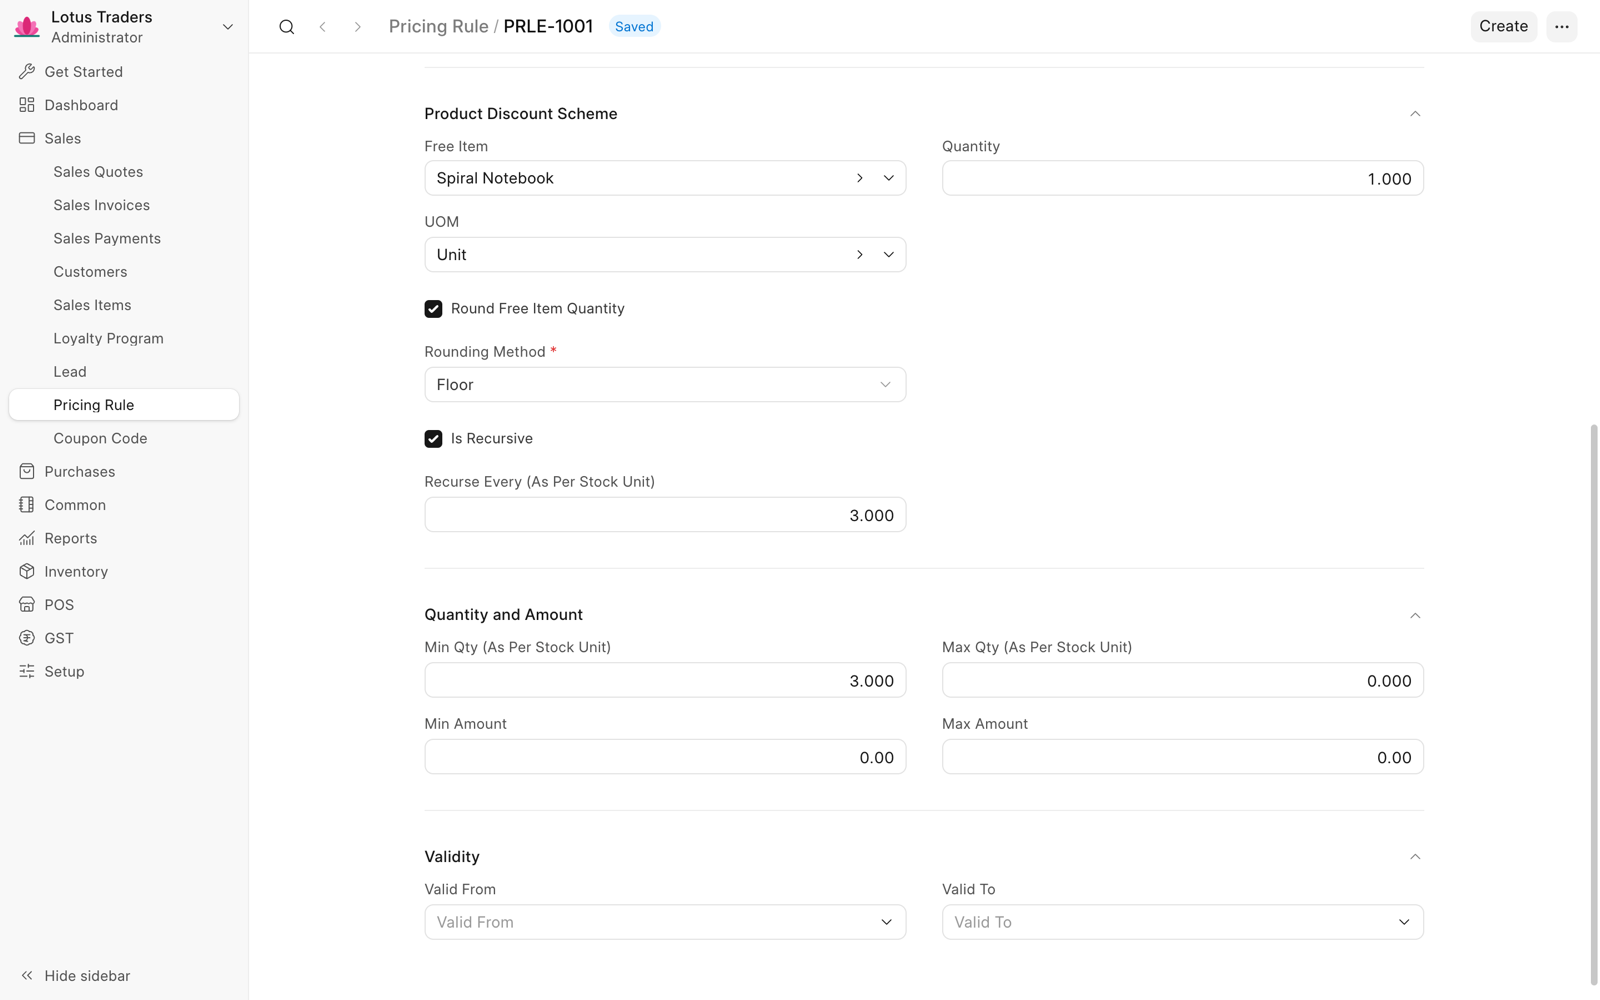 Lotus Traders
Administrator
Get Started
Dashboard
Sales
Sales Quotes
Sales Invoices
Sales Payments
Customers
Sales Items
Loyalty Program
Lead
Pricing Rule
Coupon Code
Purchases
Common
Reports
Inventory
POS
GST
Setup
Hide sidebar
Pricing Rule / PRLE-1001 Saved
Create
Product Discount Scheme
Free Item
Spiral Notebook
Quantity
1.000
UOM
Unit
Round Free Item Quantity
Rounding Method *
Floor
Is Recursive
Recurse Every (As Per Stock Unit)
3.000
Quantity and Amount
Min Qty (As Per Stock Unit)
3.000
Max Qty (As Per Stock Unit)
0.000
Min Amount
0.00
Max Amount
0.00
Validity
Valid From
Valid From
Valid To
Valid To